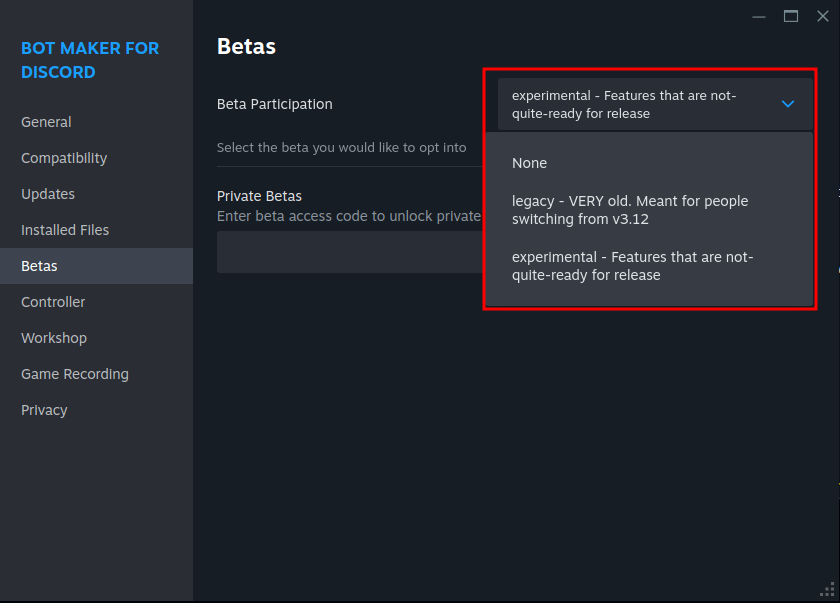 BOT MAKER FOR
DISCORD
General
Compatibility
Updates
Installed Files
Betas
Controller
Workshop
Game Recording
Privacy
Betas
Beta Participation
experimental - Features that are not-
quite-ready for release
Select the beta you would like to opt into
None
legacy - VERY old. Meant for people
switching from v3.12
experimental - Features that are not-
quite-ready for release
Private Betas
Enter beta access code to unlock private